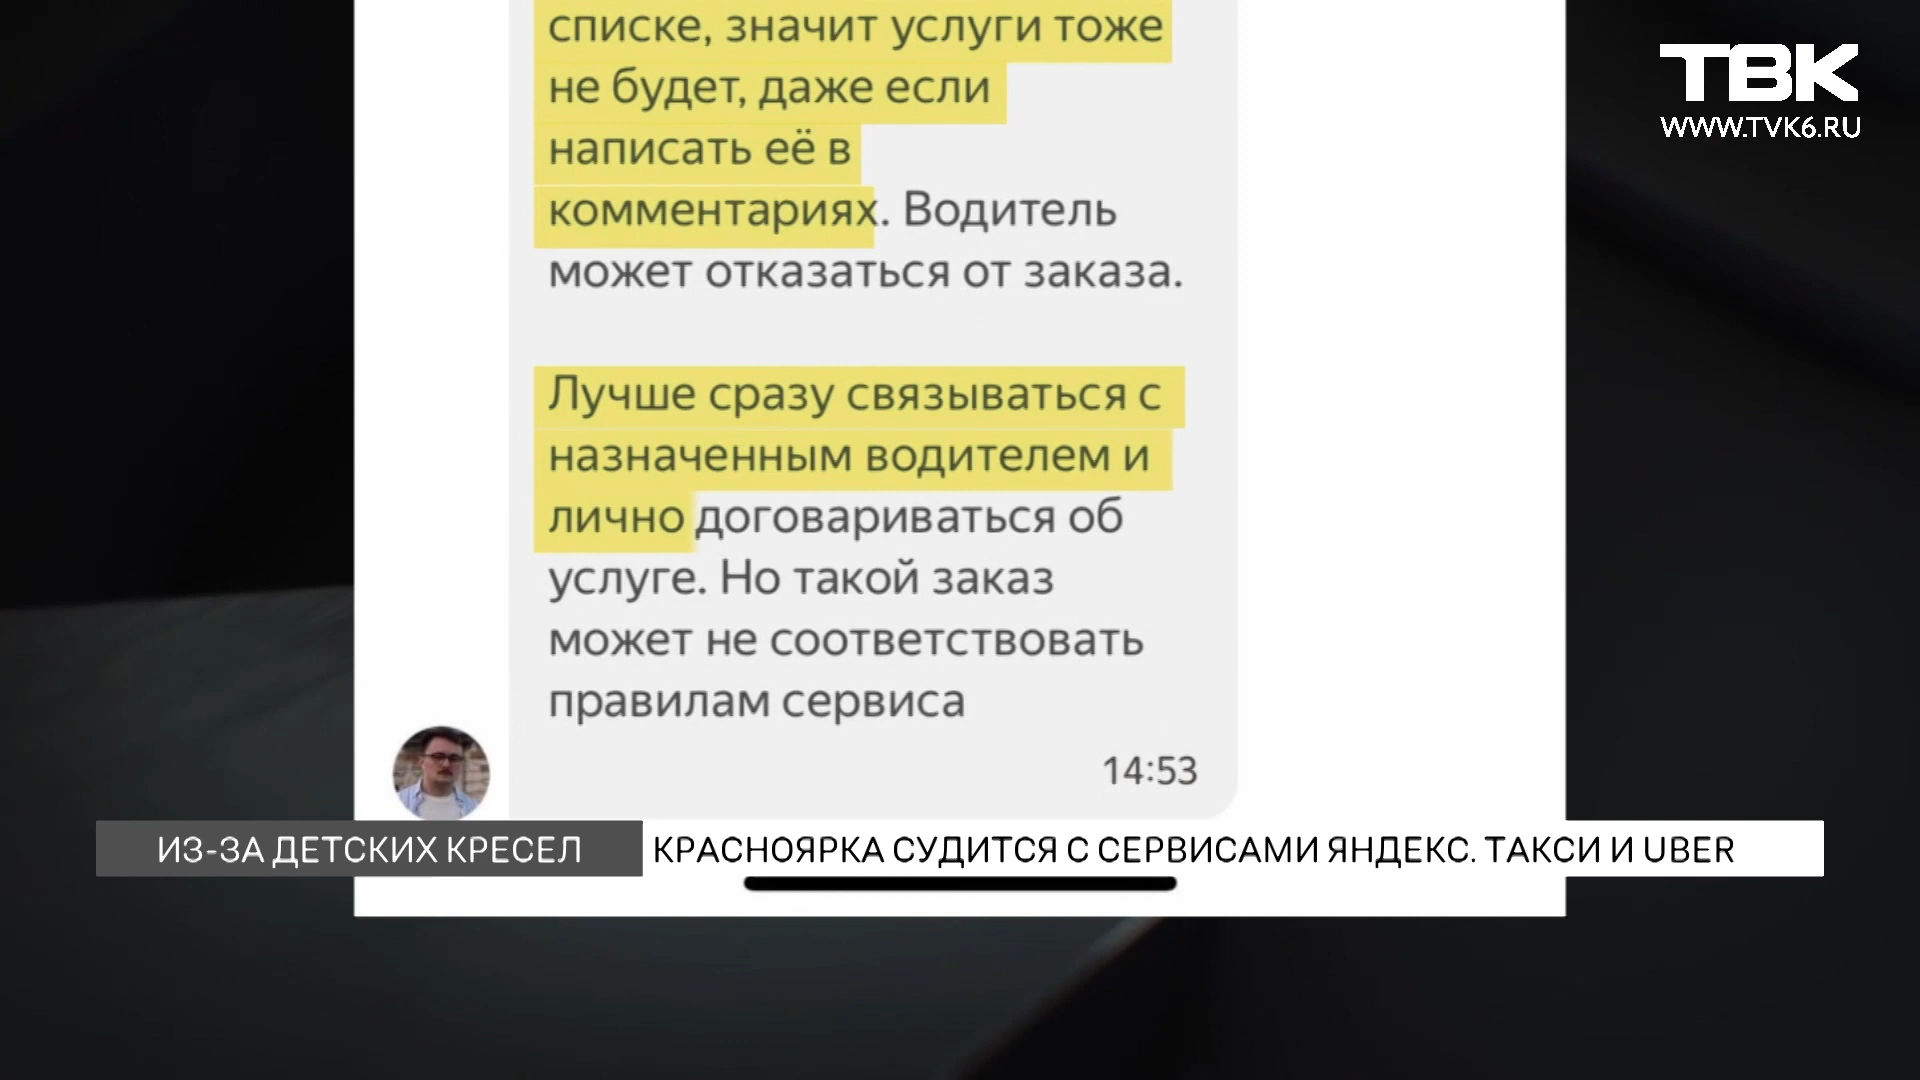 списке, значит услуги тоже
не будет, даже если
написать её в
комментариях. Водитель
может отказаться от заказа.
Лучше сразу связываться с
назначенным водителем и
лично договариваться об
услуге. Но такой заказ
может не соответствовать
правилам сервиса
14:53
ТВК
WWW.TVK6.RU
ИЗ-ЗА ДЕТСКИХ КРЕСЕЛ
КРАСНОЯРКА СУДИТСЯ С СЕРВИСАМИ ЯНДЕКС. ТАКСИ И UBER